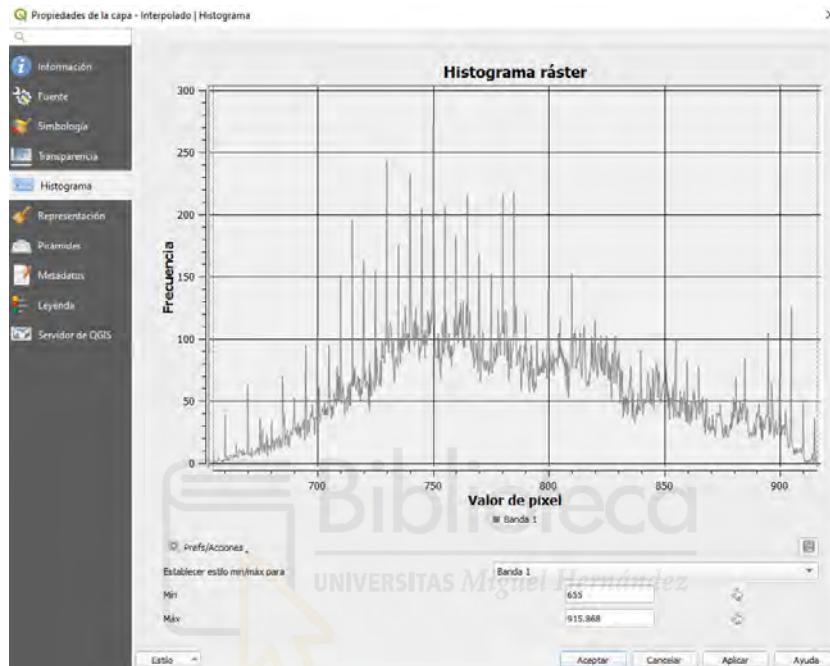 Propiedades de la capa - Interpolado | Histograma
Información
Fuente
Simbología
Transparencia
Histograma
Representación
Pirámides
Metadatos
Leyenda
Servidor de QGIS
Histograma ráster
Frecuencia
300
250
200
150
100
50
0
700
750
800
850
900
Valor de píxel
Banda 1
Prefs/Acciones
Establecer estilo mín/máx para
Banda 1
Mín
655
Máx
915.868
Biblioteca
UNIVERSITAS Miguel Hernández
Estilo
Aceptar
Cancelar
Aplicar
Ayuda